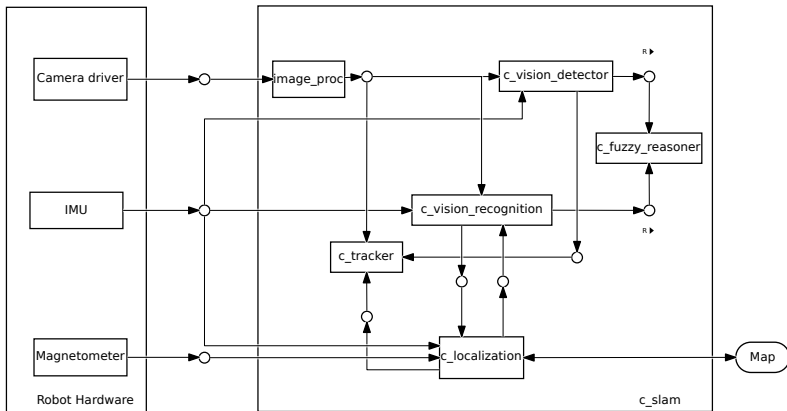 R
Camera driver
image_proc
c_vision_detector
c_fuzzy_reasoner
IMU
c_vision_recognition
R
c_tracker
Magnetometer
c_localization
Map
Robot Hardware
c_slam